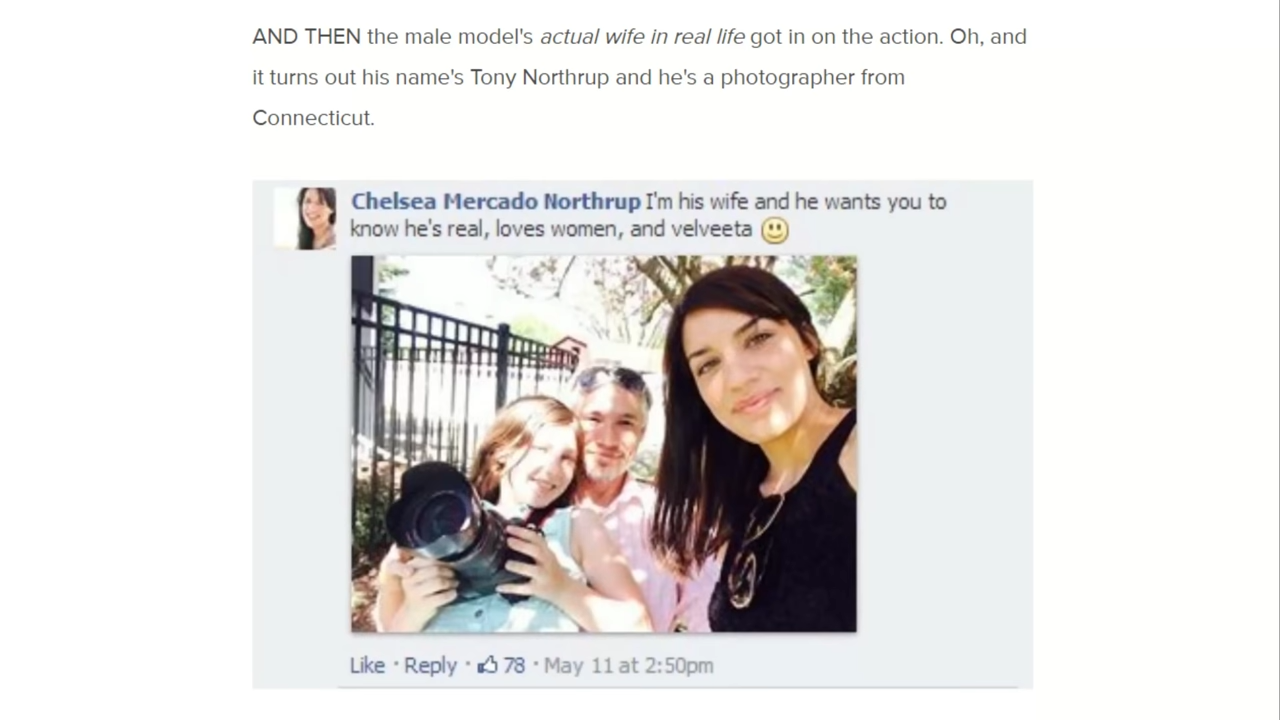 AND THEN the male model's actual wife in real life got in on the action. Oh, and
it turns out his name's Tony Northrup and he's a photographer from
Connecticut.
Chelsea Mercado Northrup I'm his wife and he wants you to
know he's real, loves women, and velveeta
Like · Reply · 78 · May 11 at 2:50pm